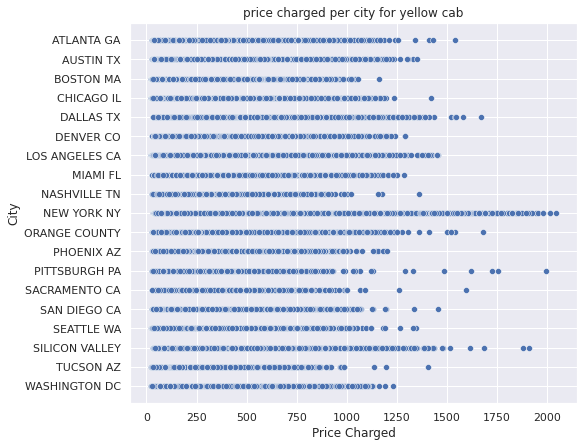 price charged per city for yellow cab
City
ATLANTA GA
AUSTIN TX
BOSTON MA
CHICAGO IL
DALLAS TX
DENVER CO
LOS ANGELES CA
MIAMI FL
NASHVILLE TN
NEW YORK NY
ORANGE COUNTY
PHOENIX AZ
PITTSBURGH PA
SACRAMENTO CA
SAN DIEGO CA
SEATTLE WA
SILICON VALLEY
TUCSON AZ
WASHINGTON DC
0 250 500 750 1000 1250 1500 1750 2000
Price Charged